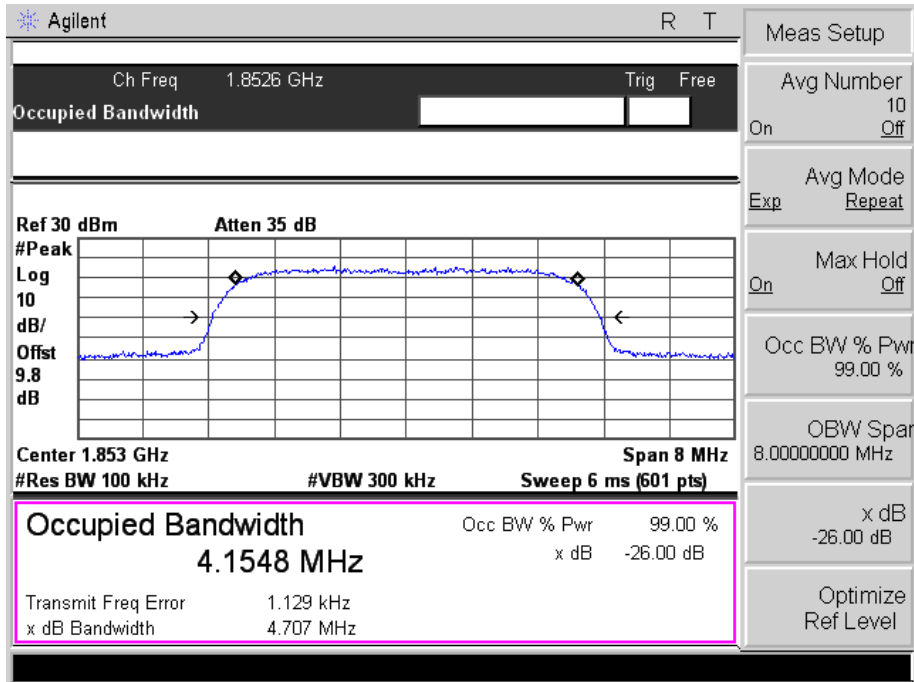 Agilent R T
Ch Freq 1.8526 GHz Trig Free
Occupied Bandwidth
Ref 30 dBm Atten 35 dB
#Peak
Log
10
dB/
Offst
9.8
dB
Center 1.853 GHz Span 8 MHz
#Res BW 100 kHz #VBW 300 kHz Sweep 6 ms (601 pts)
Occupied Bandwidth Occ BW % Pwr 99.00 %
4.1548 MHz x dB -26.00 dB
Transmit Freq Error 1.129 kHz
x dB Bandwidth 4.707 MHz
Meas Setup
Avg Number
10
On Off
Avg Mode
Exp Repeat
Max Hold
On Off
Occ BW % Pwr
99.00 %
OBW Spar
8.00000000 MHz
x dB
-26.00 dB
Optimize
Ref Level